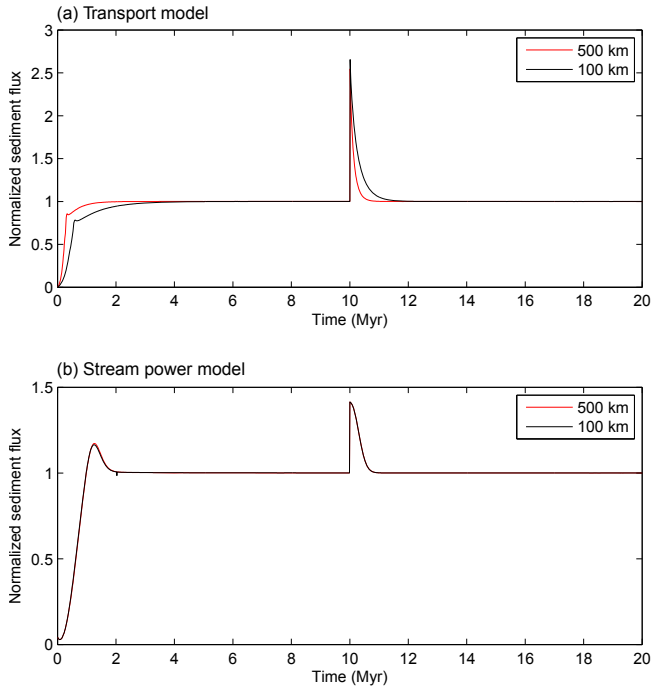 (a) Transport model
3
2.5
2
1.5
1
0.5
0
Normalized sediment flux
500 km
100 km
0 2 4 6 8 10 12 14 16 18 20
Time (Myr)
(b) Stream power model
1.5
1
0.5
0
Normalized sediment flux
500 km
100 km
0 2 4 6 8 10 12 14 16 18 20
Time (Myr)